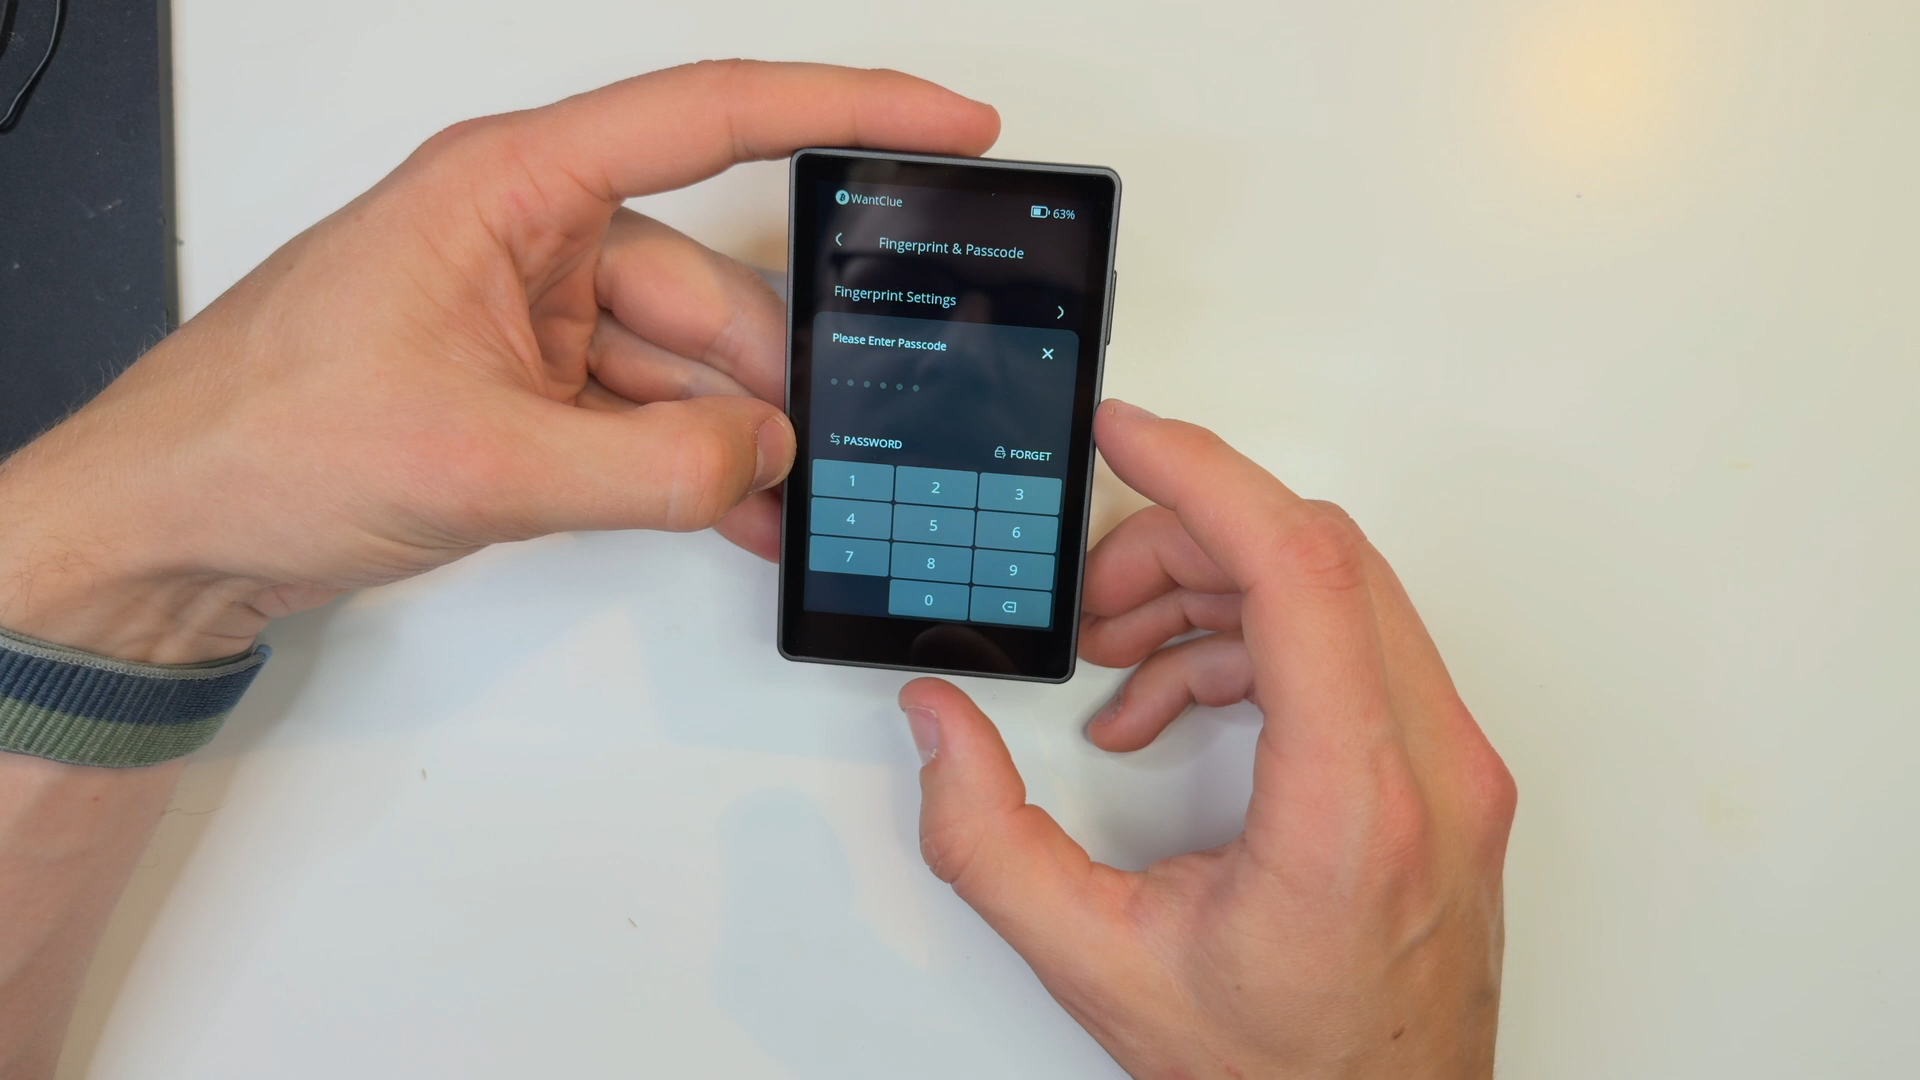 WantClue
63%
Fingerprint & Passcode
Fingerprint Settings
Please Enter Passcode
PASSWORD
FORGET
1 2 3
4 5 6
7 8 9
0